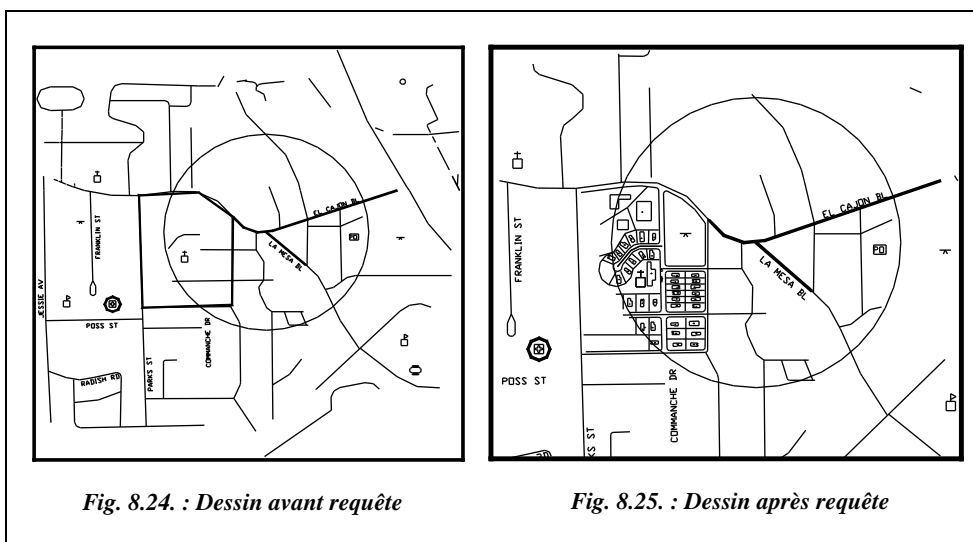 EL CAJON BL
FRANKLIN ST
LA MESA BL
PD
JESSIE AV
POSS ST
COMMANCHE DR
PARKS ST
RADISH RD
EL CAJON BL
FRANKLIN ST
PD
LA MESA BL
POSS ST
COMMANCHE DR
KS ST
Fig. 8.24. : Dessin avant requête
Fig. 8.25. : Dessin après requête